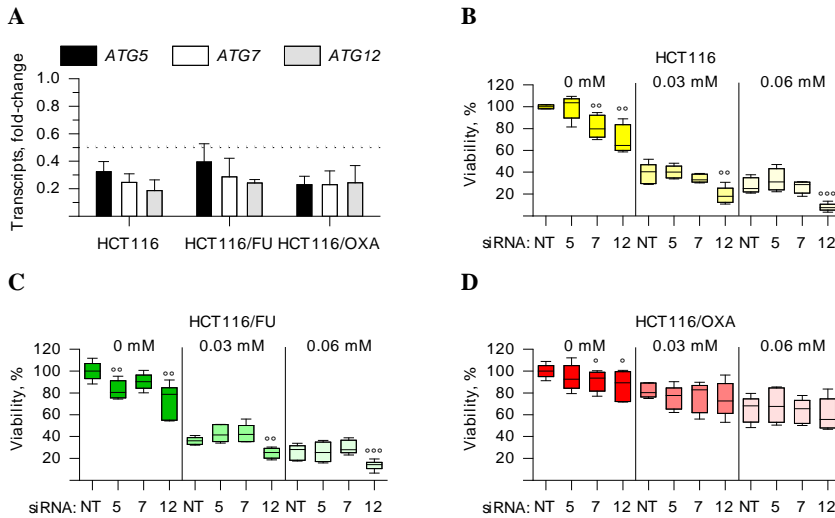 A
ATG5 ATG7 ATG12
Transcripts, fold-change
1.0
0.8
0.6
0.4
0.2
HCT116 HCT116/FU HCT116/OXA
B
HCT116
0 mM 0.03 mM 0.06 mM
Viability, %
120
100
80
60
40
20
°° °° °° °°°
siRNA: NT 5 7 12 NT 5 7 12 NT 5 7 12
C
HCT116/FU
0 mM 0.03 mM 0.06 mM
Viability, %
120
100
80
60
40
20
°° °° °° °°°
siRNA: NT 5 7 12 NT 5 7 12 NT 5 7 12
D
HCT116/OXA
0 mM 0.03 mM 0.06 mM
Viability, %
120
100
80
60
40
20
° °
siRNA: NT 5 7 12 NT 5 7 12 NT 5 7 12